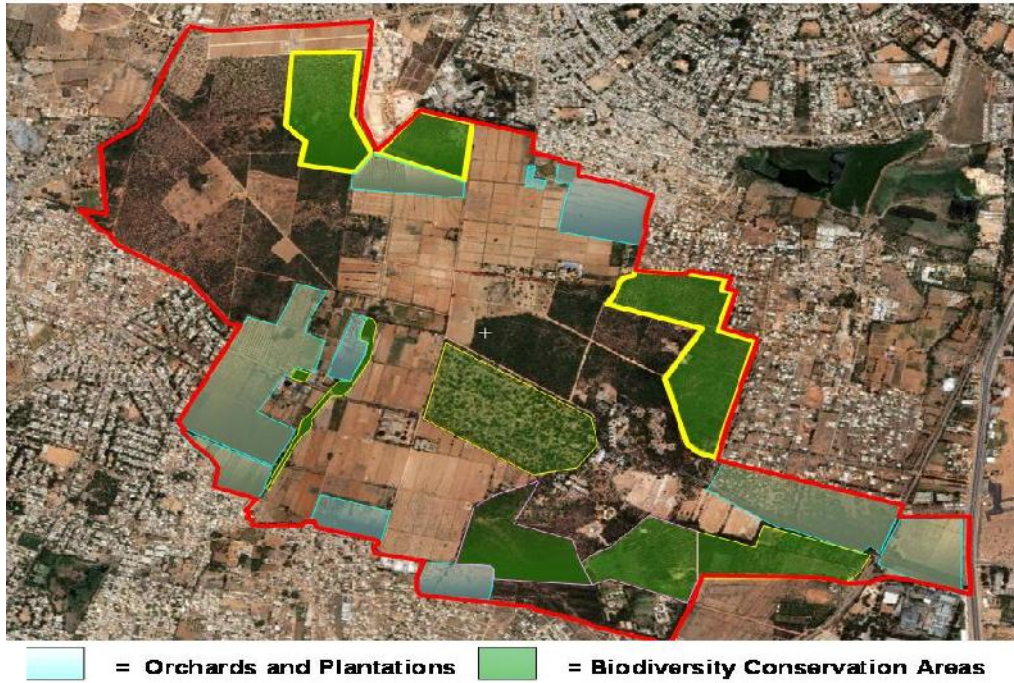 = Orchards and Plantations = Biodiversity Conservation Areas